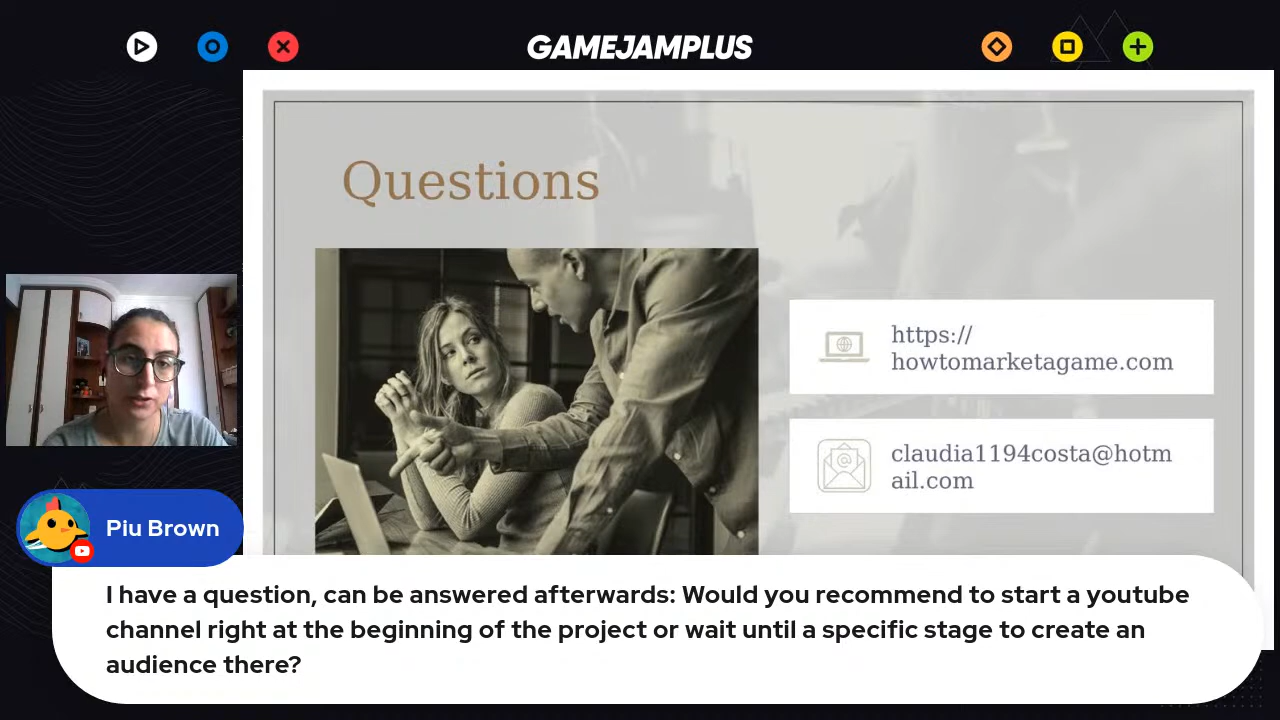 GAMEJAMPLUS
Questions
https://
howtomarketagame.com
claudia1194costa@hotm
ail.com
Piu Brown
I have a question, can be answered afterwards: Would you recommend to start a youtube
channel right at the beginning of the project or wait until a specific stage to create an
audience there?